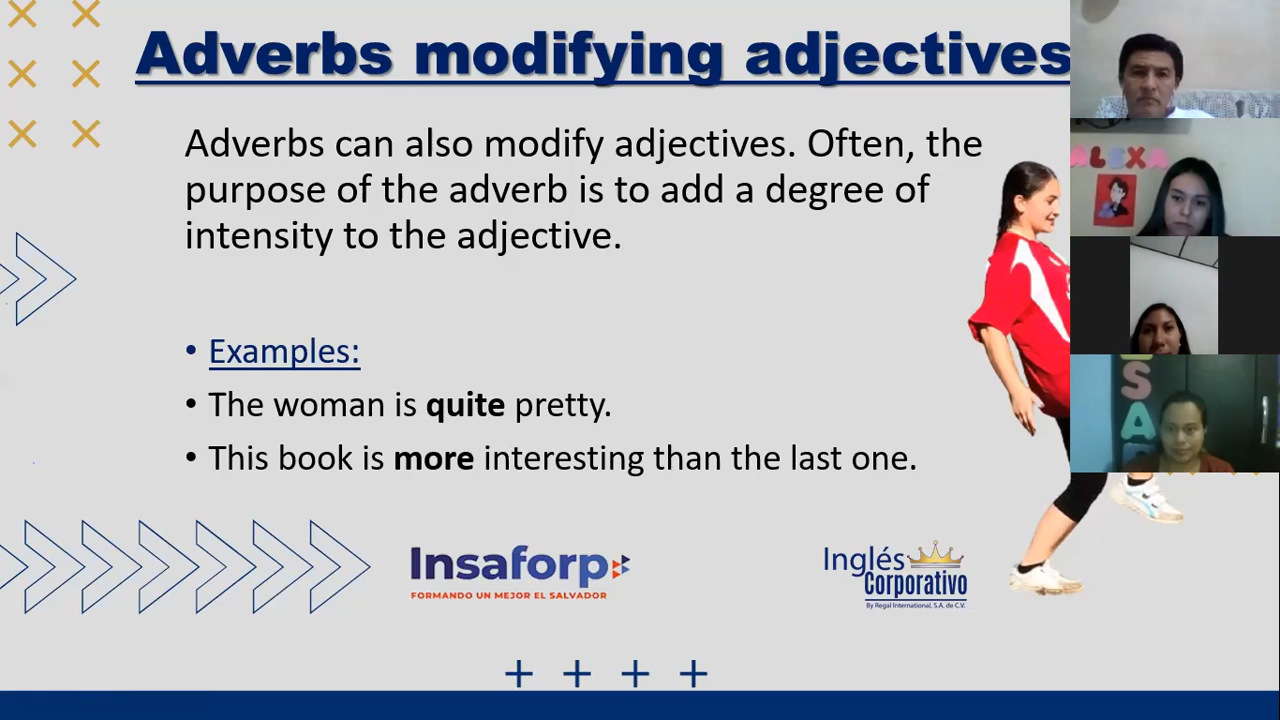 Adverbs modifying adjectives
Adverbs can also modify adjectives. Often, the
purpose of the adverb is to add a degree of
intensity to the adjective.
• Examples:
• The woman is quite pretty.
• This book is more interesting than the last one.
Insaforp
FORMANDO UN MEJOR EL SALVADOR
Inglés
Corporativo
By Regal International, S.A. de C.V.
ALEXA
S
A